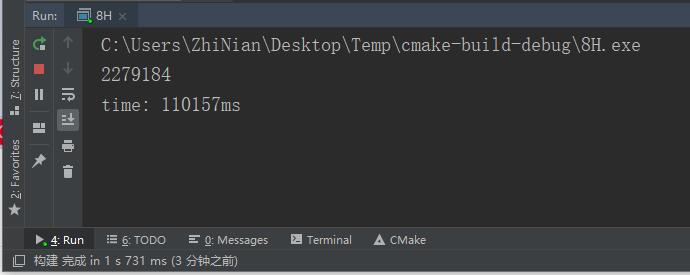 Run: 8H
C:\Users\ZhiNian\Desktop\Temp\cmake-build-debug\8H.exe
2279184
time: 110157ms
7: Structure
2: Favorites
4: Run 6: TODO 0: Messages Terminal CMake
构建 完成 in 1 s 731 ms (3 分钟之前)